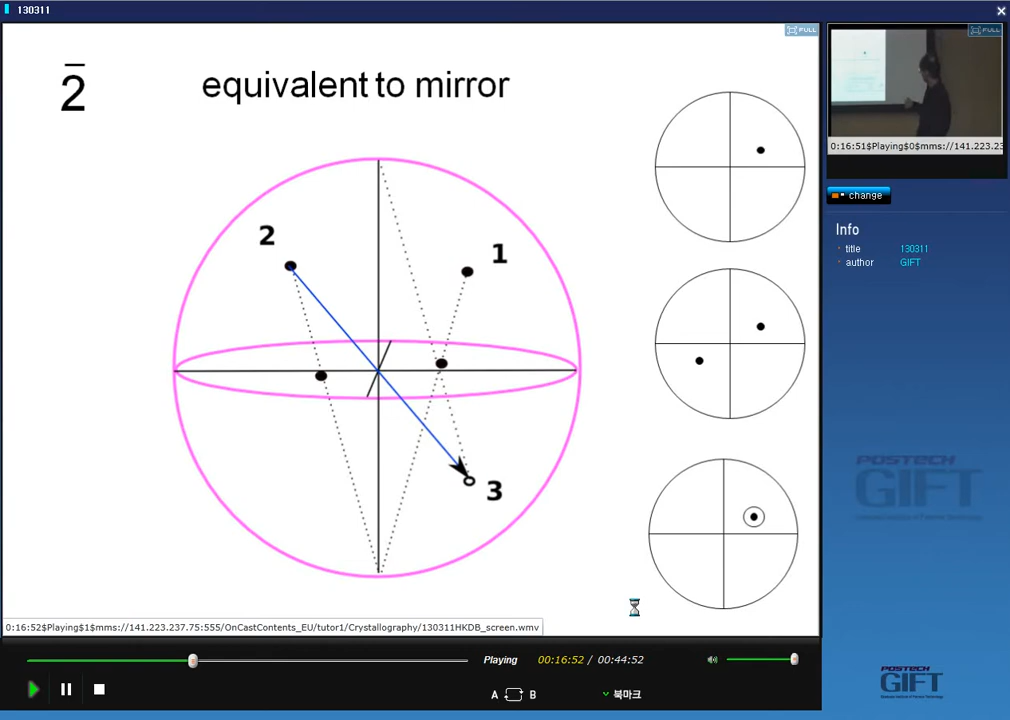 130311
FULL
2̅
equivalent to mirror
2
1
3
FULL
0:16:51$Playing$0$mms://141.223.23
change
Info
title 130311
author GIFT
POSTECH
GIFT
0:16:52$Playing$1$mms://141.223.237.75:555/OnCastContents_EU/tutor1/Crystallography/130311HKDB_screen.wmv
Playing 00:16:52 / 00:44:52
A B 북마크
POSTECH
GIFT